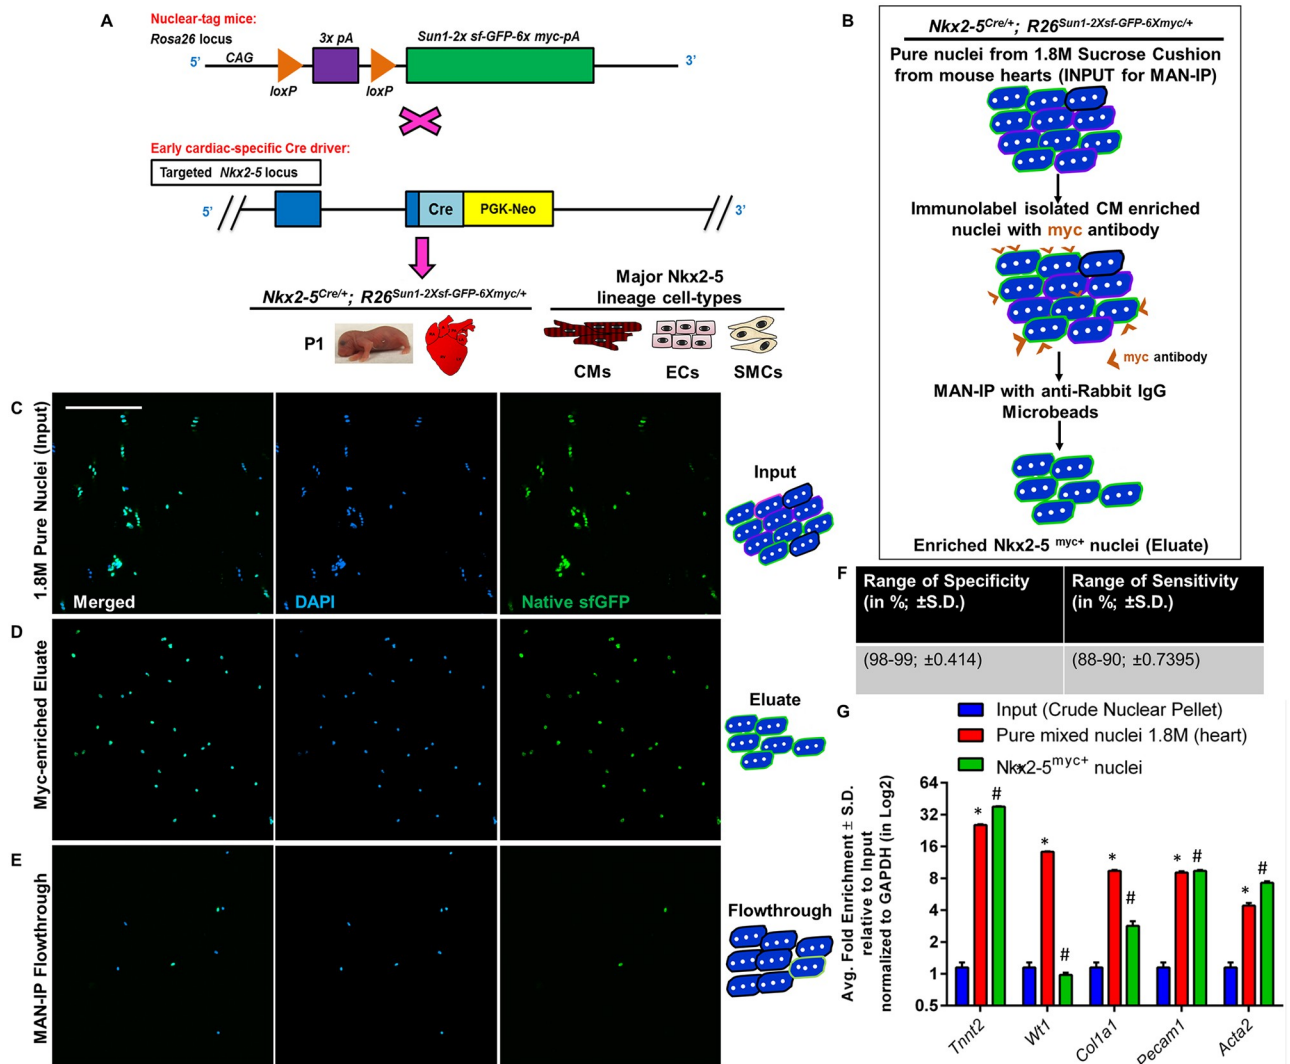 A
Nuclear-tag mice:
Rosa26 locus
CAG
3x pA
Sun1-2x sf-GFP-6x myc-pA
5'
3'
loxP
loxP
Early cardiac-specific Cre driver:
Targeted Nkx2-5 locus
5'
Cre
PGK-Neo
3'
Nkx2-5Cre/+; R26Sun1-2Xsf-GFP-6Xmyc/+
Major Nkx2-5
lineage cell-types
P1
CMs
ECs
SMCs
B
Nkx2-5Cre/+; R26Sun1-2Xsf-GFP-6Xmyc/+
Pure nuclei from 1.8M Sucrose Cushion
from mouse hearts (INPUT for MAN-IP)
Immunolabel isolated CM enriched
nuclei with myc antibody
myc antibody
MAN-IP with anti-Rabbit IgG
Microbeads
Enriched Nkx2-5 myc+ nuclei (Eluate)
C
1.8M Pure Nuclei (Input)
Merged
DAPI
Native sfGFP
Input
D
Myc-enriched Eluate
Eluate
E
MAN-IP Flowthrough
Flowthrough
F
Range of Specificity
(in %; ±S.D.)
Range of Sensitivity
(in %; ±S.D.)
(98-99; ±0.414)
(88-90; ±0.7395)
G
Input (Crude Nuclear Pellet)
Pure mixed nuclei 1.8M (heart)
Nkx2-5myc+ nuclei
*
Avg. Fold Enrichment ± S.D.
relative to Input
normalized to GAPDH (in Log2)
64
32
16
8
4
2
1
0.5
* #
* #
* #
* #
* #
Tnnt2
Wt1
Col1a1
Pecam1
Acta2